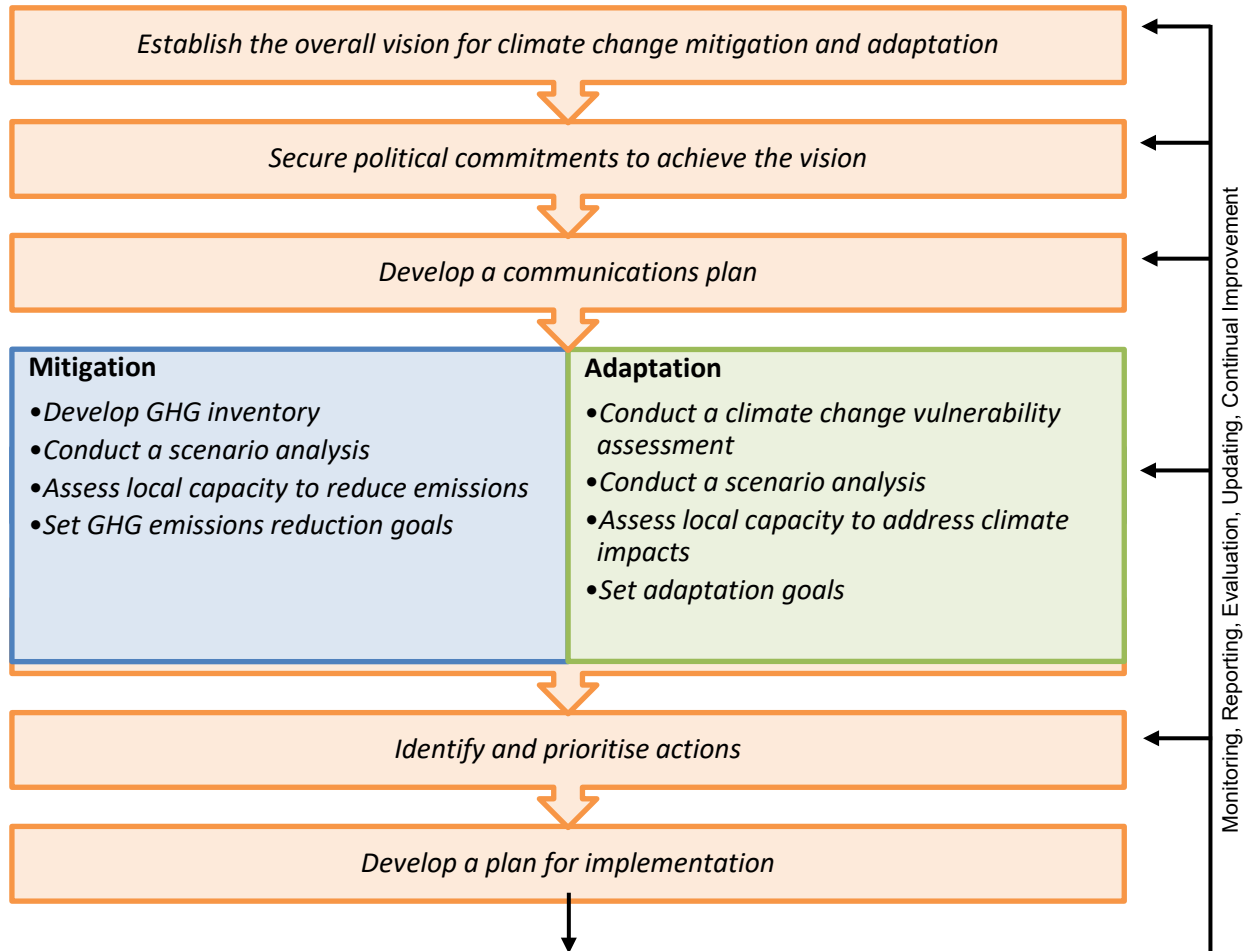 Establish the overall vision for climate change mitigation and adaptation
Secure political commitments to achieve the vision
Develop a communications plan
Mitigation
•Develop GHG inventory
•Conduct a scenario analysis
•Assess local capacity to reduce emissions
•Set GHG emissions reduction goals
Adaptation
•Conduct a climate change vulnerability
assessment
•Conduct a scenario analysis
•Assess local capacity to address climate
impacts
•Set adaptation goals
Identify and prioritise actions
Develop a plan for implementation
Monitoring, Reporting, Evaluation, Updating, Continual Improvement